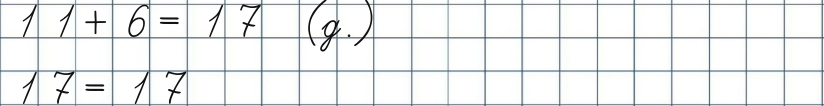 11 + 6 = 17 (д.)
17 = 17